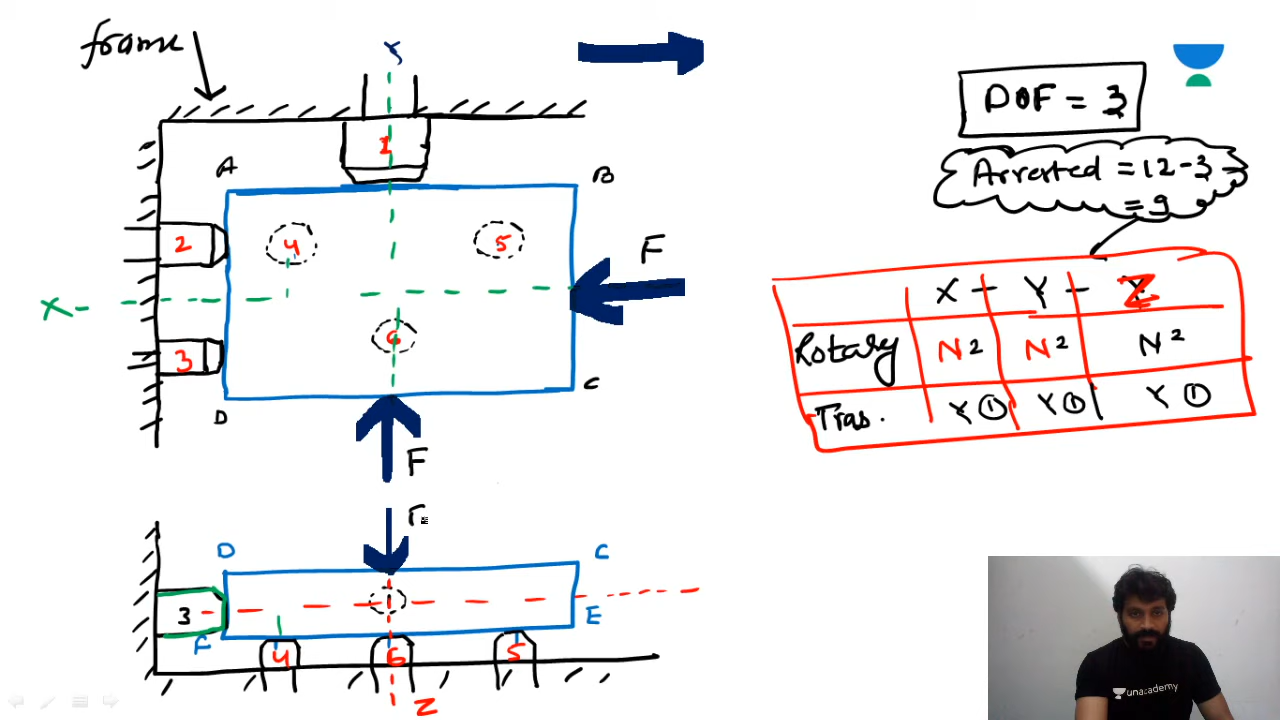 frame
Y
DOF = 3
Arrested = 12-3
= 9
A
B
1
2
4
5
F
X-
6
3
D
C
F
X - Y - Z
Rotary N² N² N²
Tras. Y① Y① Y①
D
C
3
E
F
4
6
5
Z
unacademy